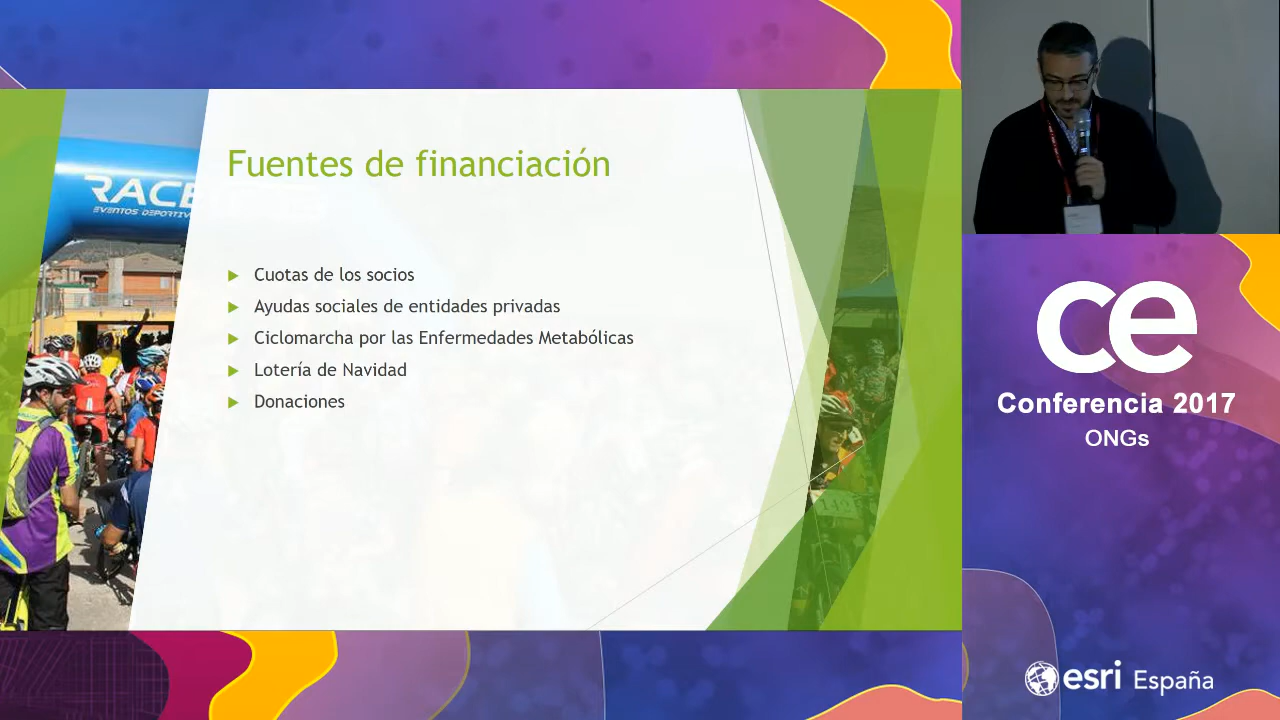 RACE
EVENTOS DEPORTIV
Fuentes de financiación
Cuotas de los socios
Ayudas sociales de entidades privadas
Ciclomarcha por las Enfermedades Metabólicas
Lotería de Navidad
Donaciones
ce
Conferencia 2017
ONGs
esri España